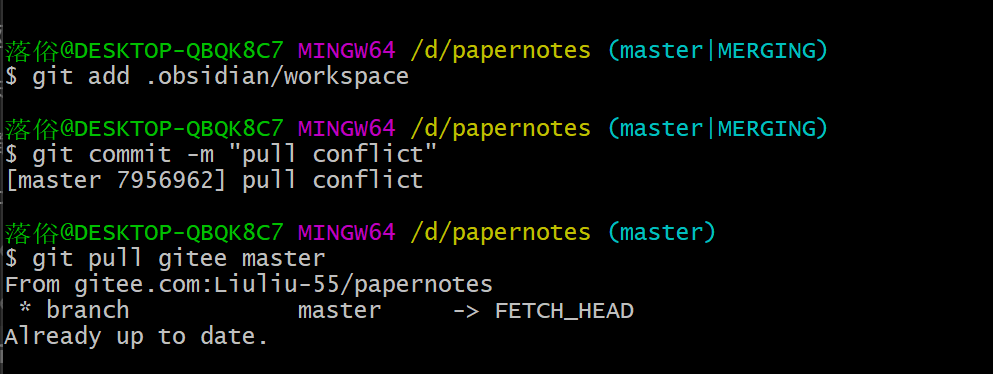 落俗@DESKTOP-QBQK8C7 MINGW64 /d/papernotes (master|MERGING)
$ git add .obsidian/workspace
落俗@DESKTOP-QBQK8C7 MINGW64 /d/papernotes (master|MERGING)
$ git commit -m "pull conflict"
[master 7956962] pull conflict
落俗@DESKTOP-QBQK8C7 MINGW64 /d/papernotes (master)
$ git pull gitee master
From gitee.com:Liuliu-55/papernotes
 * branch            master     -> FETCH_HEAD
Already up to date.